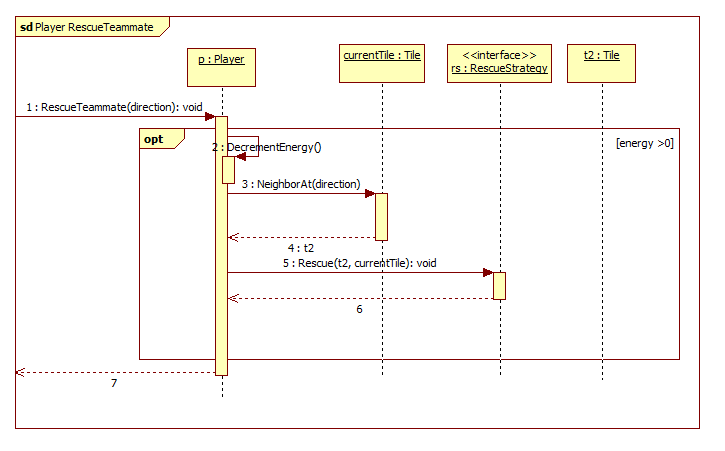 sd Player RescueTeammate
p : Player
currentTile : Tile
<<interface>>
rs : RescueStrategy
t2 : Tile
1 : RescueTeammate(direction): void
opt
[energy >0]
2 : DecrementEnergy()
3 : NeighborAt(direction)
4 : t2
5 : Rescue(t2, currentTile): void
6
7